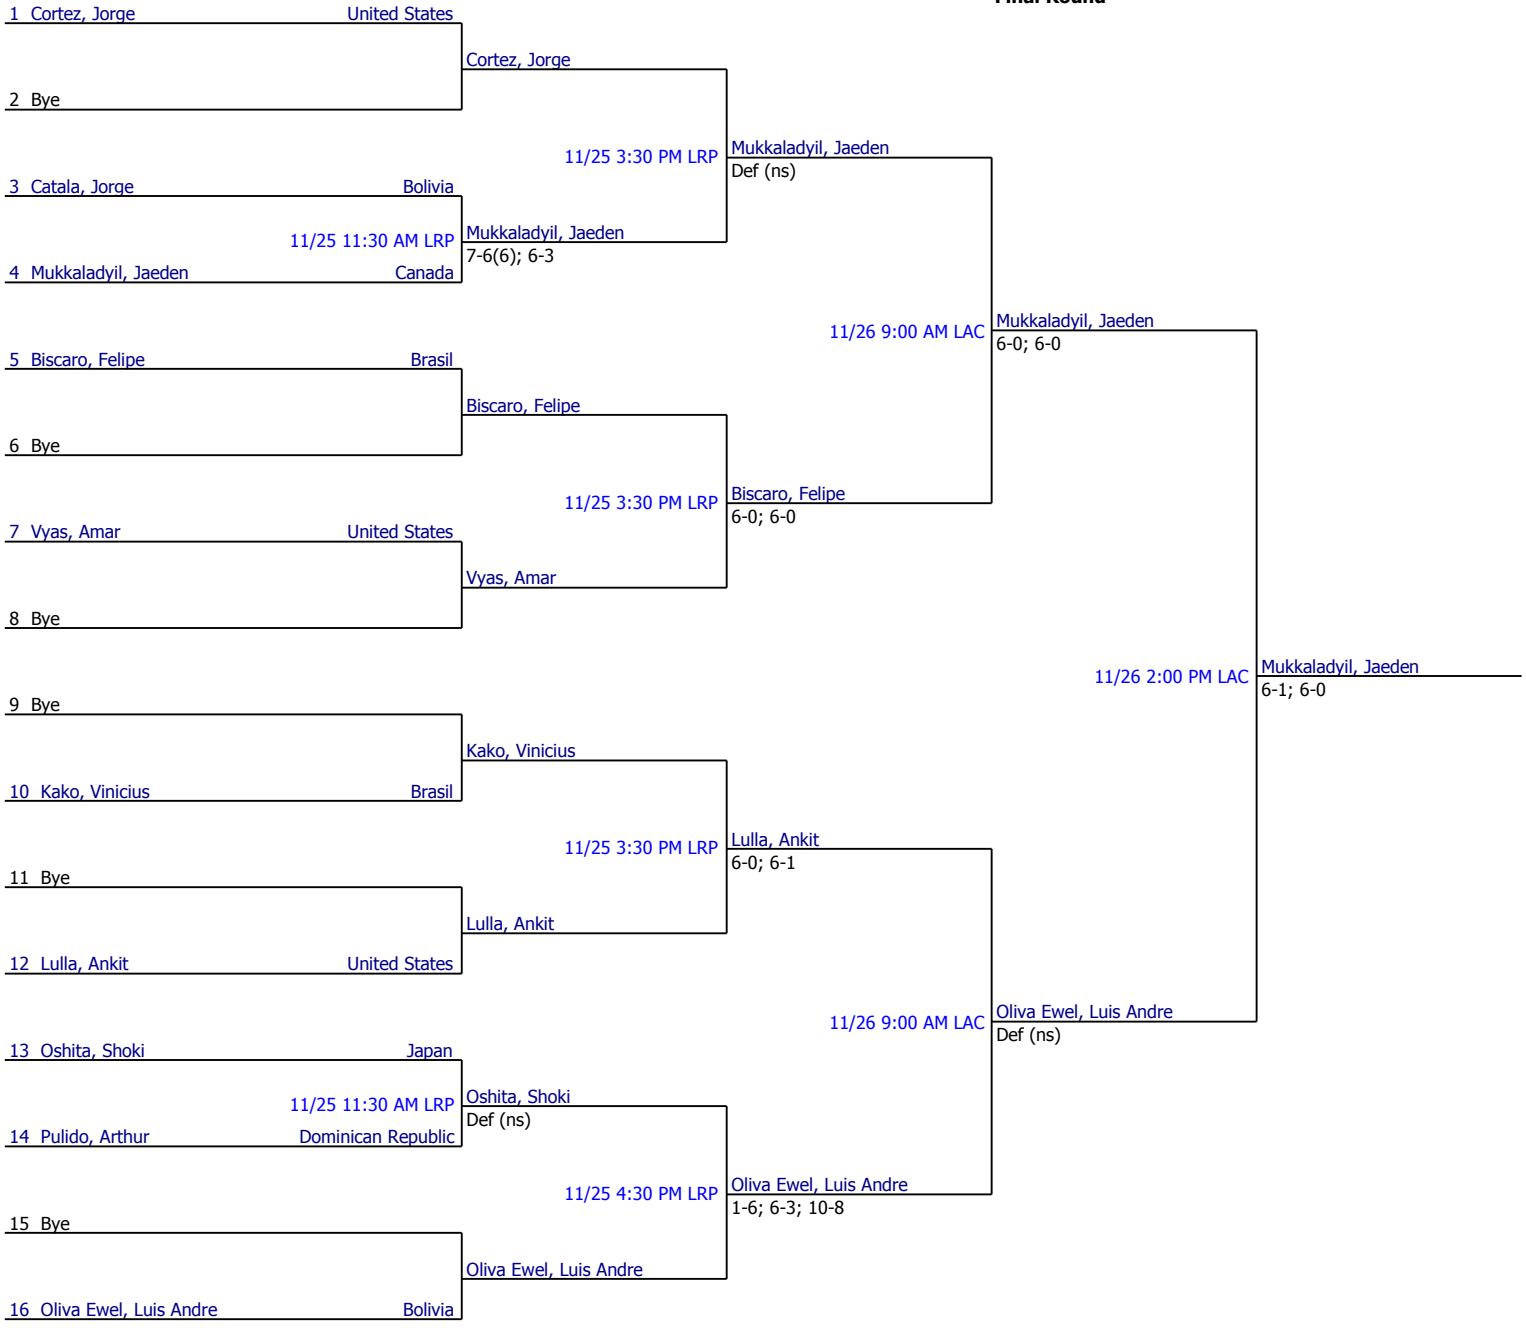 Final Round
1 Cortez, Jorge United States
Cortez, Jorge
2 Bye
11/25 3:30 PM LRP Mukkaladyil, Jaeden
Def (ns)
3 Catala, Jorge Bolivia
11/25 11:30 AM LRP Mukkaladyil, Jaeden
7-6(6); 6-3
4 Mukkaladyil, Jaeden Canada
11/26 9:00 AM LAC Mukkaladyil, Jaeden
6-0; 6-0
5 Biscaro, Felipe Brasil
Biscaro, Felipe
6 Bye
11/25 3:30 PM LRP Biscaro, Felipe
6-0; 6-0
7 Vyas, Amar United States
Vyas, Amar
8 Bye
11/26 2:00 PM LAC Mukkaladyil, Jaeden
6-1; 6-0
9 Bye
Kako, Vinicius
10 Kako, Vinicius Brasil
11/25 3:30 PM LRP Lulla, Ankit
6-0; 6-1
11 Bye
Lulla, Ankit
12 Lulla, Ankit United States
11/26 9:00 AM LAC Oliva Ewel, Luis Andre
Def (ns)
13 Oshita, Shoki Japan
11/25 11:30 AM LRP Oshita, Shoki
Def (ns)
14 Pulido, Arthur Dominican Republic
11/25 4:30 PM LRP Oliva Ewel, Luis Andre
1-6; 6-3; 10-8
15 Bye
Oliva Ewel, Luis Andre
16 Oliva Ewel, Luis Andre Bolivia